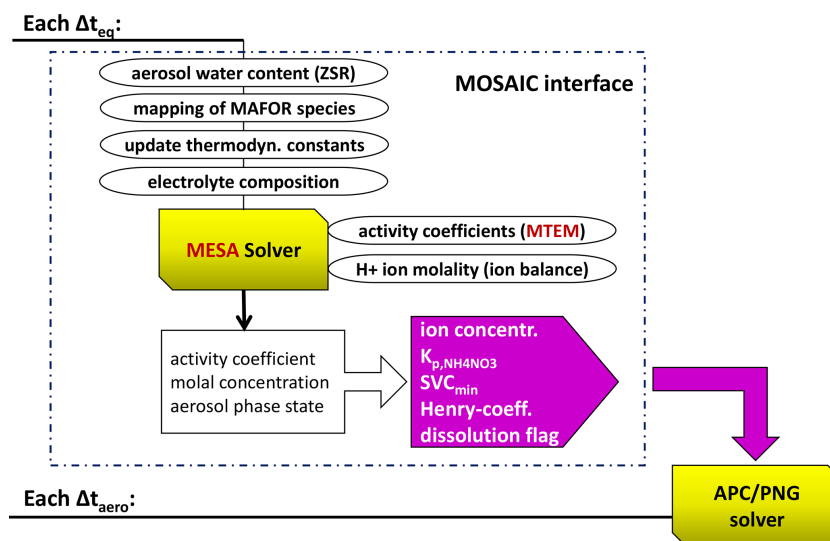 Each Δteq:
aerosol water content (ZSR)
MOSAIC interface
mapping of MAFOR species
update thermodyn. constants
electrolyte composition
MESA Solver
activity coefficients (MTEM)
H+ ion molality (ion balance)
activity coefficient
molal concentration
aerosol phase state
ion concentr.
Kp,NH4NO3
SVCmin
Henry-coeff.
dissolution flag
Each Δtaero:
APC/PNG
solver